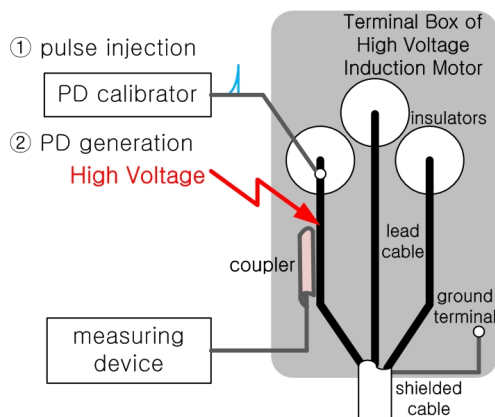 Terminal Box of
High Voltage
Induction Motor
① pulse injection
PD calibrator
insulators
② PD generation
High Voltage
lead
cable
coupler
ground
terminal
measuring
device
shielded
cable